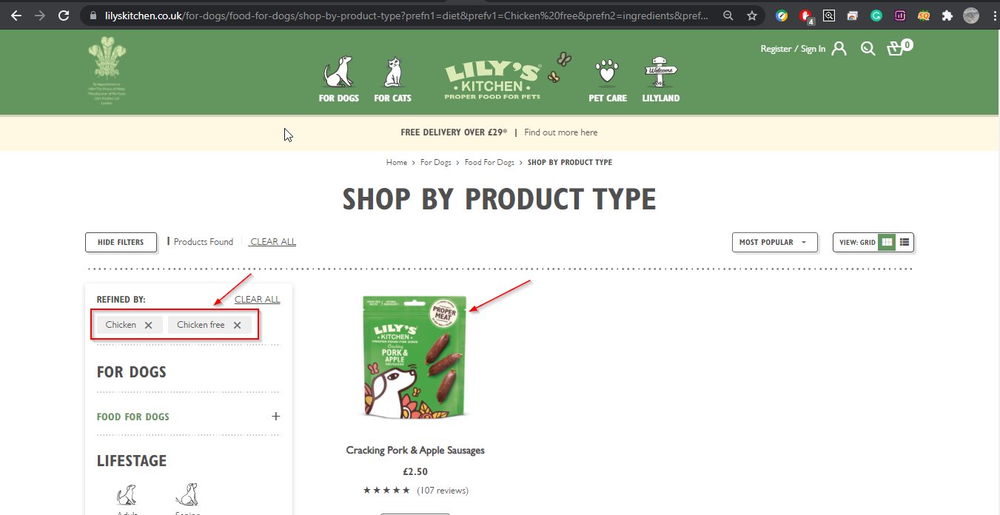 lilyskitchen.co.uk/for-dogs/food-for-dogs/shop-by-product-type?prefn1=diet&prefv1=Chicken%20free&prefn2=ingredients&pref...
4
Register / Sign In
0
FOR DOGS
FOR CATS
LILY'S
• KITCHEN •
PROPER FOOD FOR PETS
PET CARE
Welcome
LILYLAND
FREE DELIVERY OVER £29* | Find out more here
Home > For Dogs > Food For Dogs > SHOP BY PRODUCT TYPE
SHOP BY PRODUCT TYPE
HIDE FILTERS
1 Products Found
CLEAR ALL
MOST POPULAR
VIEW: GRID
REFINED BY:
CLEAR ALL
Chicken ✕
Chicken free ✕
FOR DOGS
FOOD FOR DOGS +
LIFESTAGE
Adult
Senior
PROPER
MEAT
LILY'S
• KITCHEN •
PROPER FOOD FOR DOGS
Cracking
PORK &
APPLE
SAUSAGES
Cracking Pork & Apple Sausages
£2.50
★★★★★ (107 reviews)